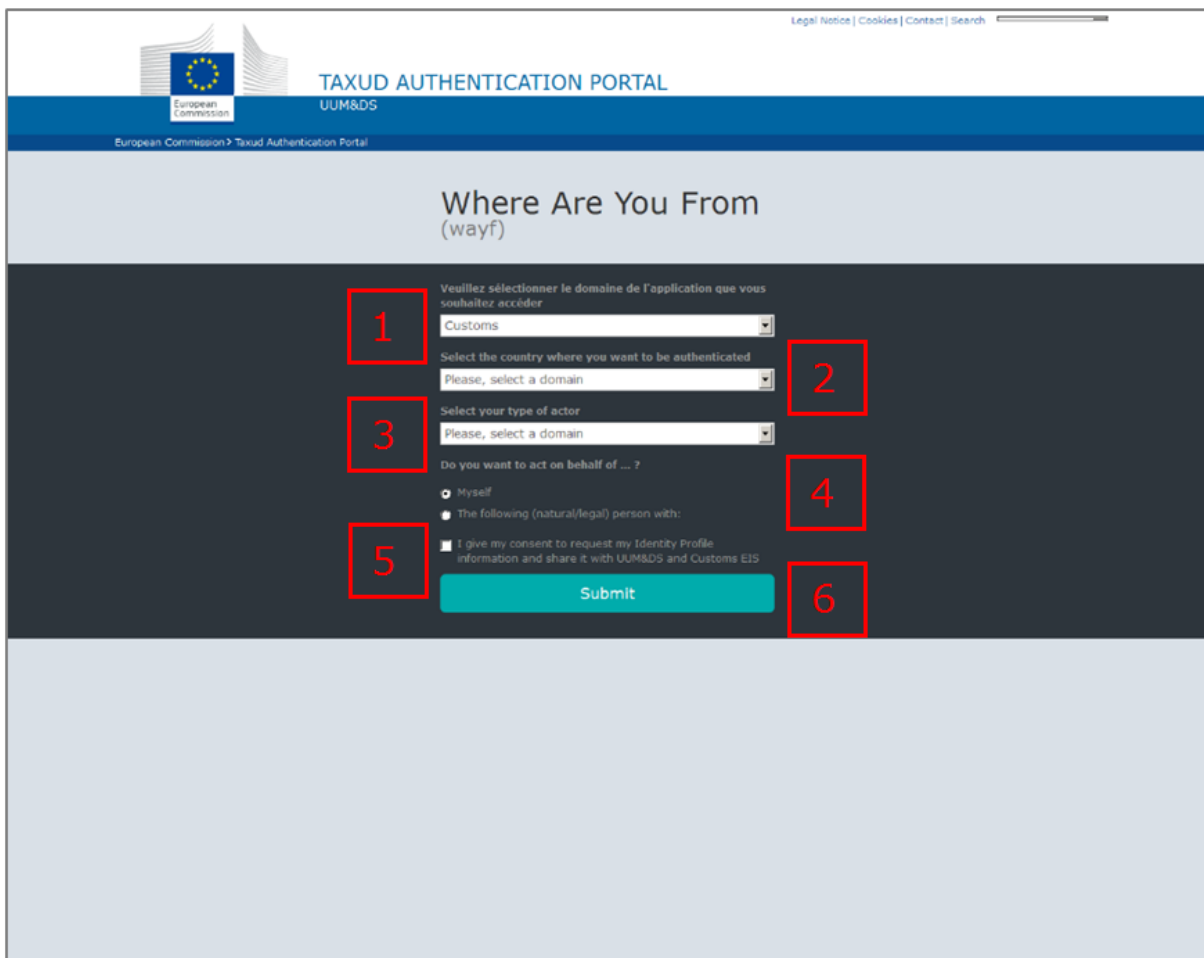 Legal Notice | Cookies | Contact | Search
European
Commission
TAXUD AUTHENTICATION PORTAL
UUM&DS
European Commission > Taxud Authentication Portal
Where Are You From
(wayf)
Veuillez sélectionner le domaine de l'application que vous
souhaitez accéder
1
Customs
Select the country where you want to be authenticated
2
Please, select a domain
3
Select your type of actor
Please, select a domain
Do you want to act on behalf of ... ?
4
Myself
The following (natural/legal) person with:
5
I give my consent to request my Identity Profile
information and share it with UUM&DS and Customs EIS
Submit
6